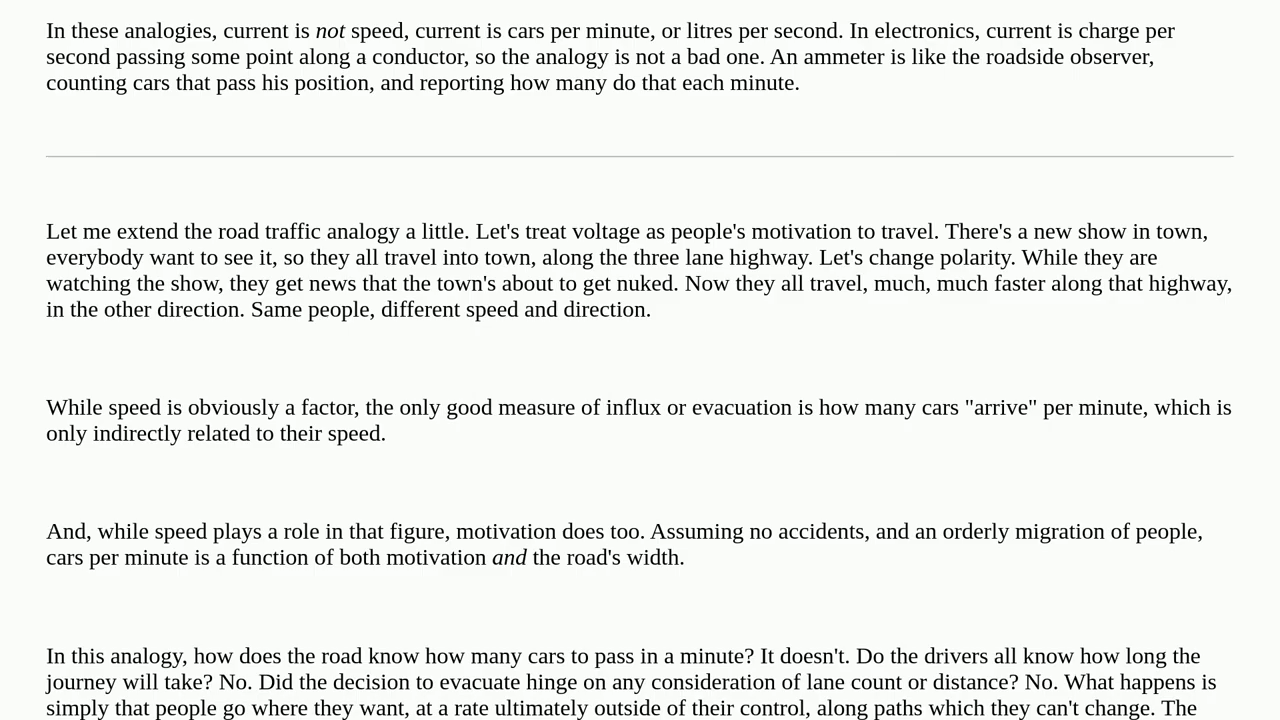 In these analogies, current is not speed, current is cars per minute, or litres per second. In electronics, current is charge per
second passing some point along a conductor, so the analogy is not a bad one. An ammeter is like the roadside observer,
counting cars that pass his position, and reporting how many do that each minute.
Let me extend the road traffic analogy a little. Let's treat voltage as people's motivation to travel. There's a new show in town,
everybody want to see it, so they all travel into town, along the three lane highway. Let's change polarity. While they are
watching the show, they get news that the town's about to get nuked. Now they all travel, much, much faster along that highway,
in the other direction. Same people, different speed and direction.
While speed is obviously a factor, the only good measure of influx or evacuation is how many cars "arrive" per minute, which is
only indirectly related to their speed.
And, while speed plays a role in that figure, motivation does too. Assuming no accidents, and an orderly migration of people,
cars per minute is a function of both motivation and the road's width.
In this analogy, how does the road know how many cars to pass in a minute? It doesn't. Do the drivers all know how long the
journey will take? No. Did the decision to evacuate hinge on any consideration of lane count or distance? No. What happens is
simply that people go where they want, at a rate ultimately outside of their control, along paths which they can't change. The